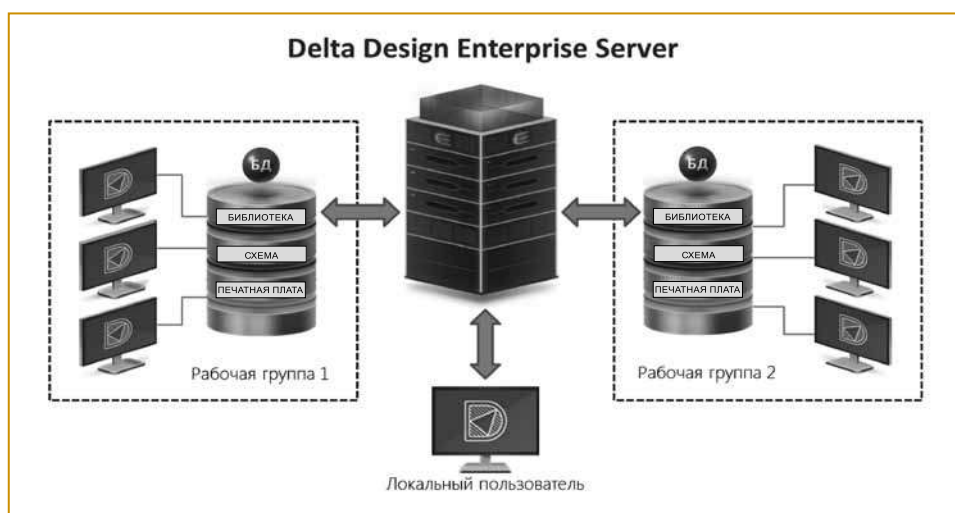 Delta Design Enterprise Server
БД
БИБЛИОТЕКА
СХЕМА
ПЕЧАТНАЯ ПЛАТА
Рабочая группа 1
БД
БИБЛИОТЕКА
СХЕМА
ПЕЧАТНАЯ ПЛАТА
Рабочая группа 2
Локальный пользователь